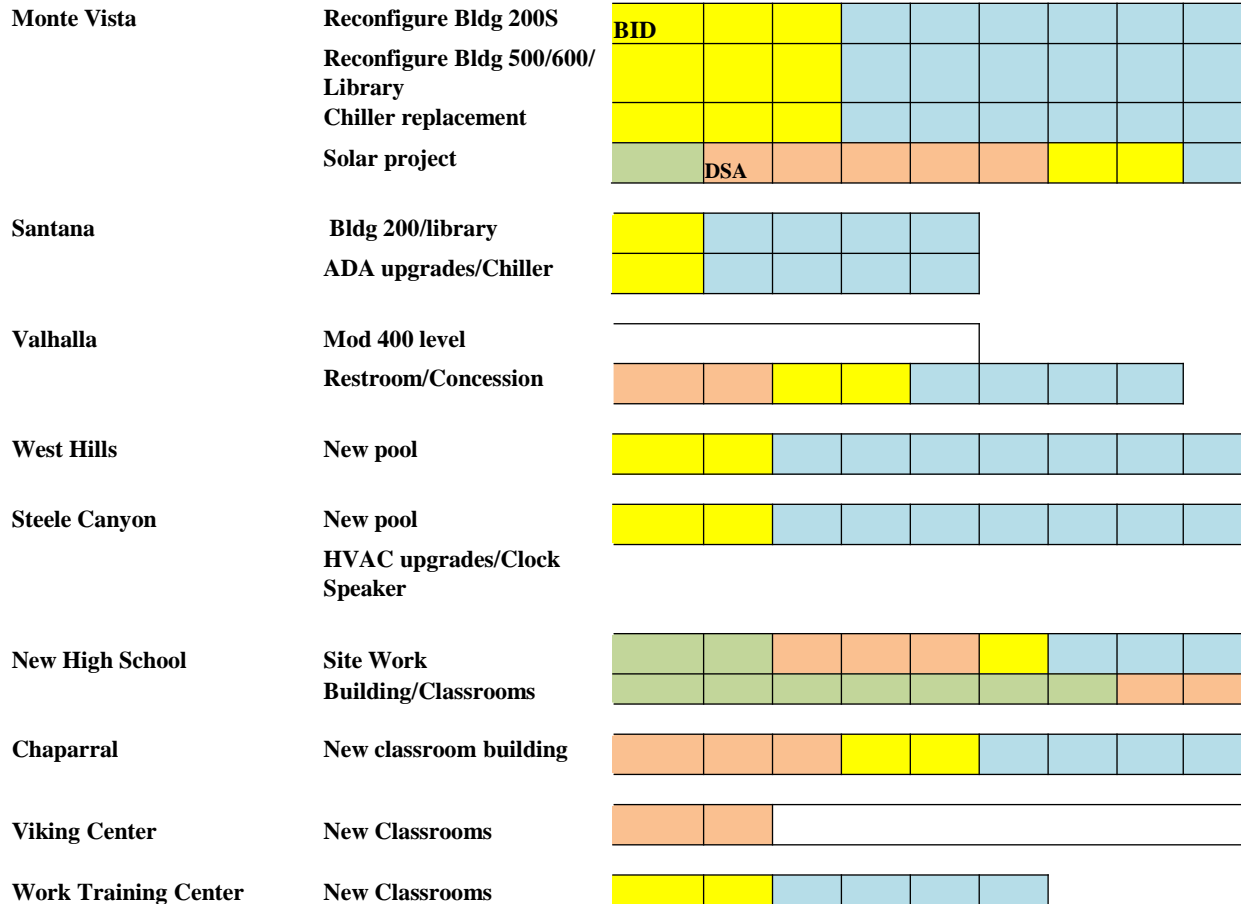 Monte Vista Reconfigure Bldg 200S BID
Reconfigure Bldg 500/600/
Library
Chiller replacement
Solar project DSA
Santana Bldg 200/library
ADA upgrades/Chiller
Valhalla Mod 400 level
Restroom/Concession
West Hills New pool
Steele Canyon New pool
HVAC upgrades/Clock
Speaker
New High School Site Work
Building/Classrooms
Chaparral New classroom building
Viking Center New Classrooms
Work Training Center New Classrooms